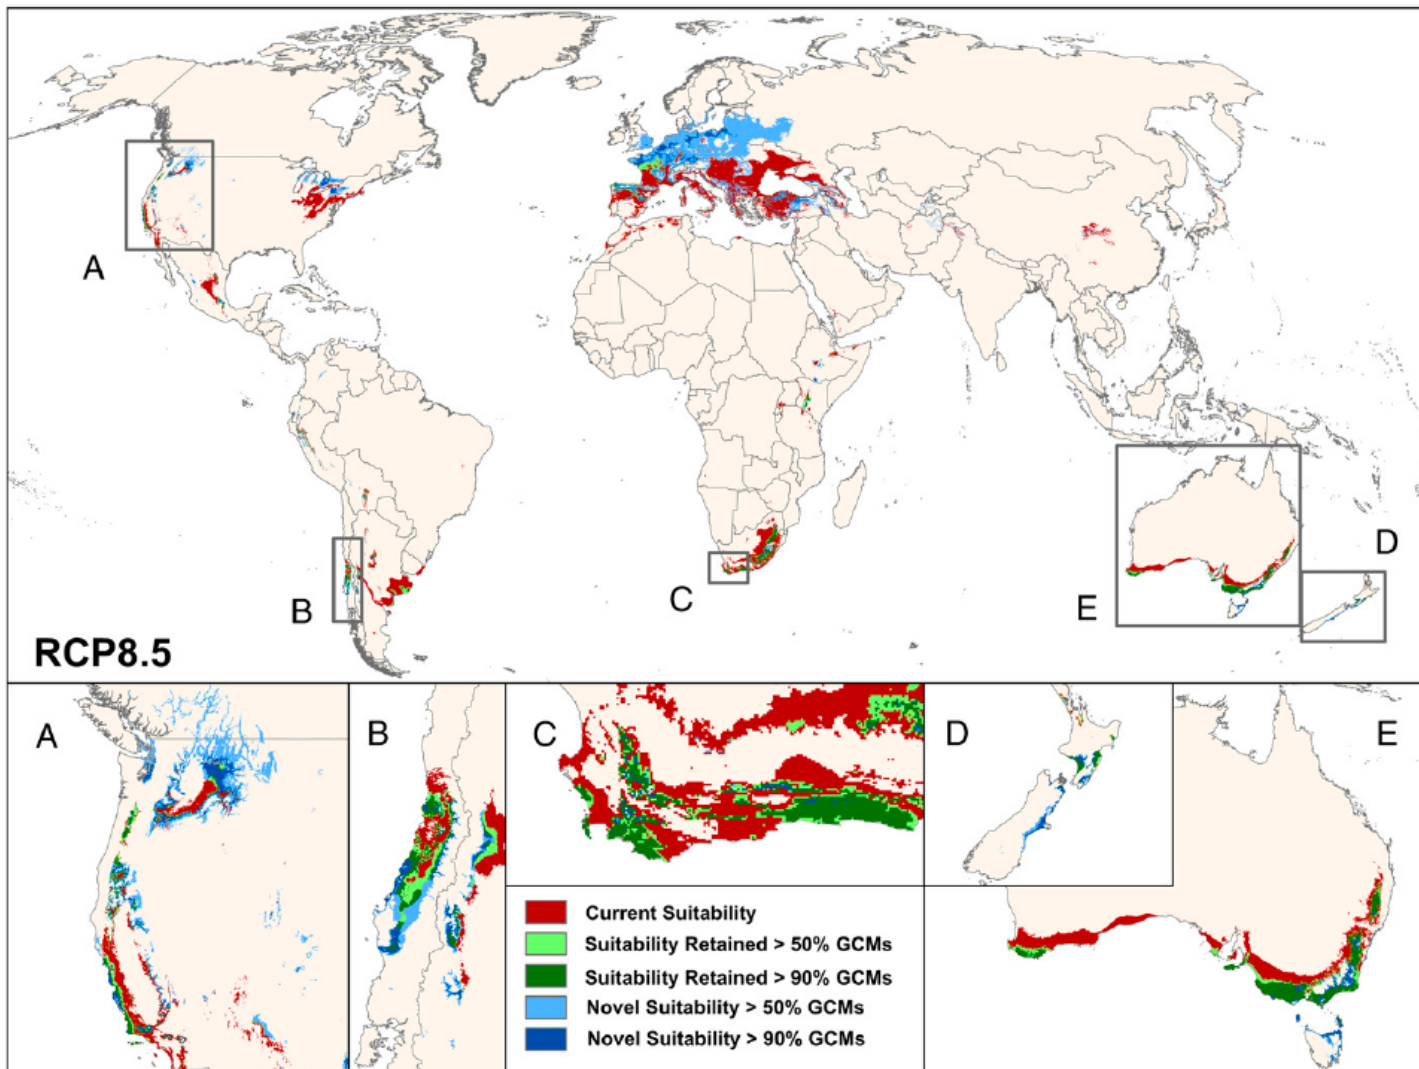 A
B
C
D
E
RCP8.5
A
B
C
D
E
Current Suitability
Suitability Retained > 50% GCMs
Suitability Retained > 90% GCMs
Novel Suitability > 50% GCMs
Novel Suitability > 90% GCMs